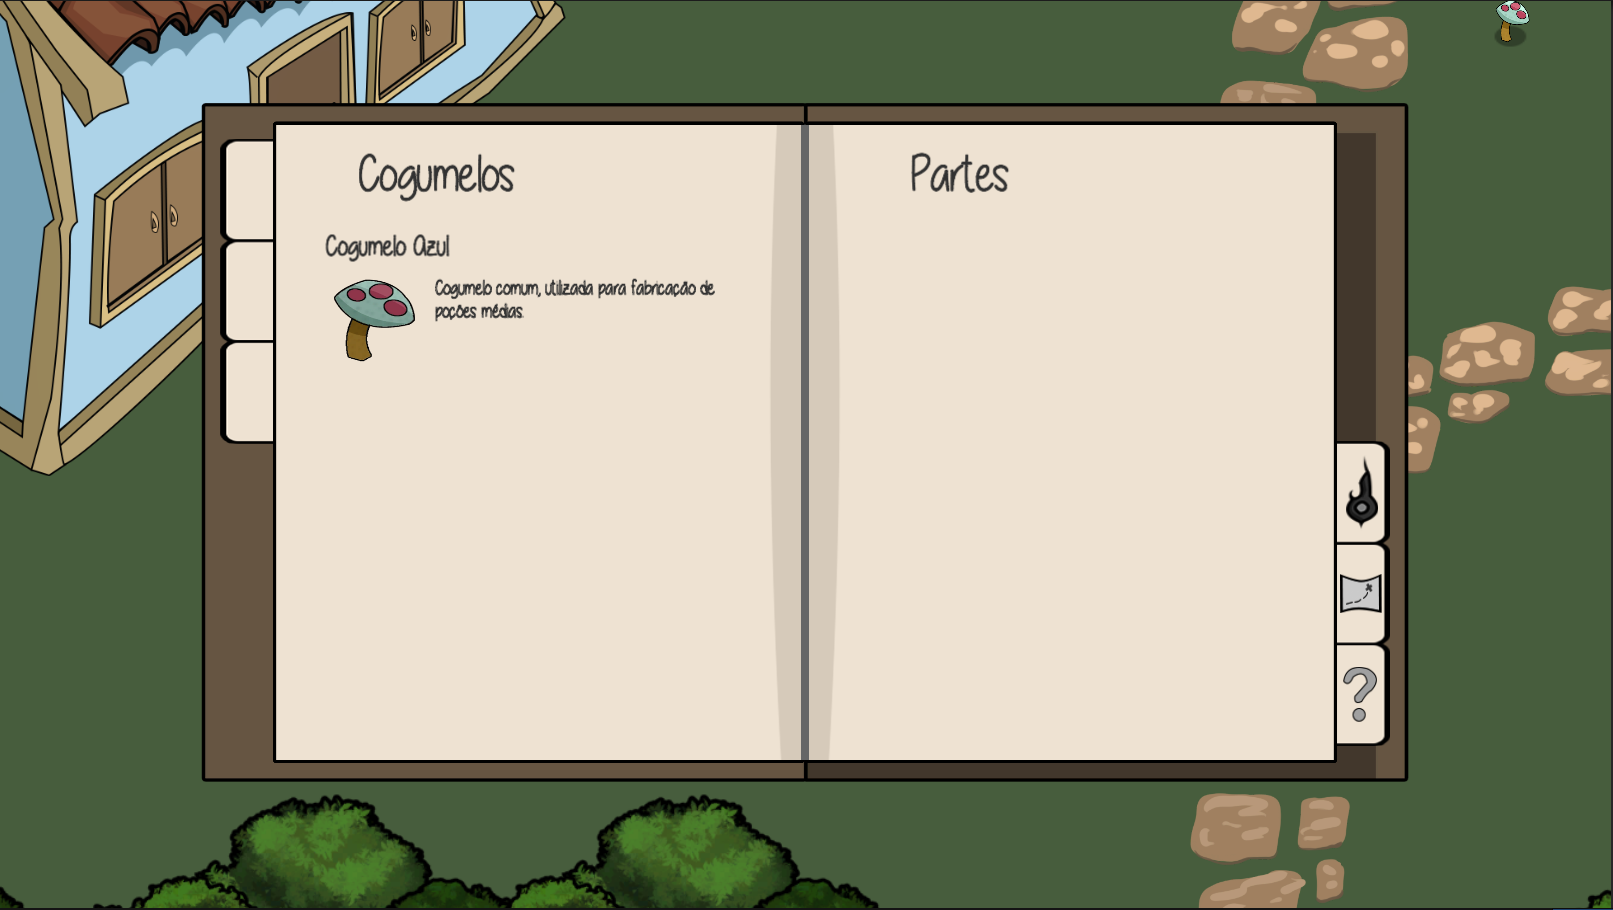 Cogumelos
Cogumelo Azul
Cogumelo comum, utilizada para fabricação de
poções médias.
Partes
?